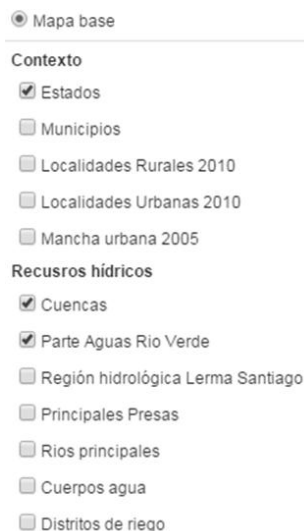 Mapa base
Contexto
Estados
Municipios
Localidades Rurales 2010
Localidades Urbanas 2010
Mancha urbana 2005
Recusros hídricos
Cuencas
Parte Aguas Rio Verde
Región hidrológica Lerma Santiago
Principales Presas
Rios principales
Cuerpos agua
Distritos de riego